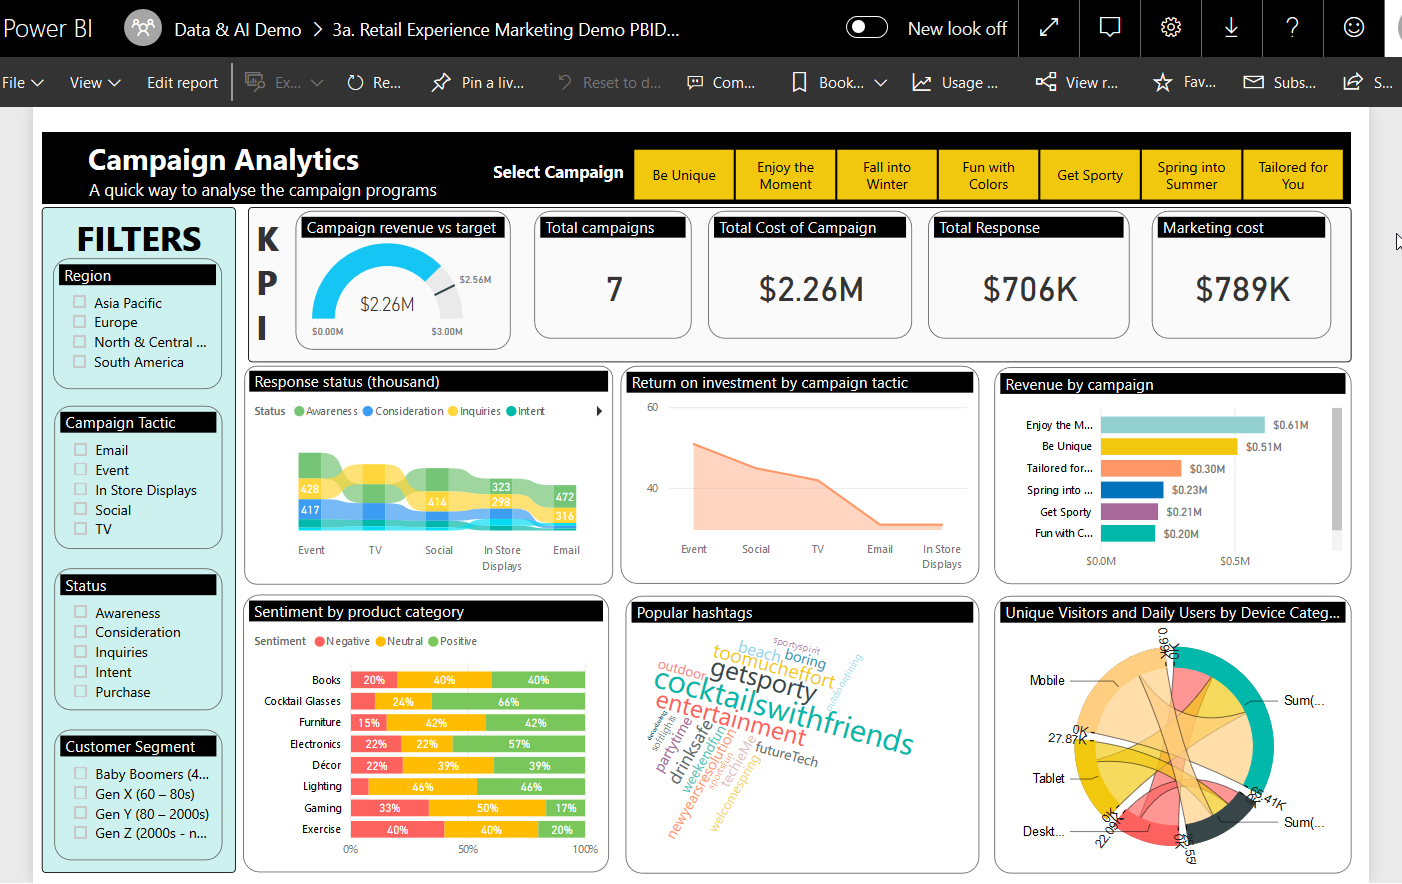 Power BI
Data & AI Demo > 3a. Retail Experience Marketing Demo PBID...
New look off
File
View
Edit report
Ex...
Re...
Pin a liv...
Reset to d...
Com...
Book...
Usage ...
View r...
Fav...
Subs...
S...
Campaign Analytics
A quick way to analyse the campaign programs
Select Campaign
Be Unique
Enjoy the
Moment
Fall into
Winter
Fun with
Colors
Get Sporty
Spring into
Summer
Tailored for
You
FILTERS
Region
Asia Pacific
Europe
North & Central ...
South America
Campaign Tactic
Email
Event
In Store Displays
Social
TV
Status
Awareness
Consideration
Inquiries
Intent
Purchase
Customer Segment
Baby Boomers (4...
Gen X (60 – 80s)
Gen Y (80 – 2000s)
Gen Z (2000s - n...
K
P
I
Campaign revenue vs target
$2.56M
$2.26M
$0.00M
$3.00M
Total campaigns
7
Total Cost of Campaign
$2.26M
Total Response
$706K
Marketing cost
$789K
Response status (thousand)
Status Awareness Consideration Inquiries Intent
428
417
414
323
298
472
316
Event TV Social In Store Email
Displays
Return on investment by campaign tactic
60
40
Event Social TV Email In Store
Displays
Revenue by campaign
Enjoy the M... $0.61M
Be Unique $0.51M
Tailored for... $0.30M
Spring into ... $0.23M
Get Sporty $0.21M
Fun with C... $0.20M
$0.0M $0.5M
Sentiment by product category
Sentiment Negative Neutral Positive
Books 20% 40% 40%
Cocktail Glasses 24% 66%
Furniture 15% 42% 42%
Electronics 22% 22% 57%
Décor 22% 39% 39%
Lighting 46% 46%
Gaming 33% 50% 17%
Exercise 40% 40% 20%
0% 50% 100%
Popular hashtags
sportyspirit
beach
boring
toomucheffort
outdoor
getsporty
outdoordining
cocktailswithfriends
entertainment
softlights
partytime
drinksafe
weekendfun
newyearsresolution
techieMe
futureTech
welcomespring
Unique Visitors and Daily Users by Device Categ...
Mobile
Tablet
Deskt...
Sum(...
Sum(...
0K
0K
27.87K
0K
22.09K
0K